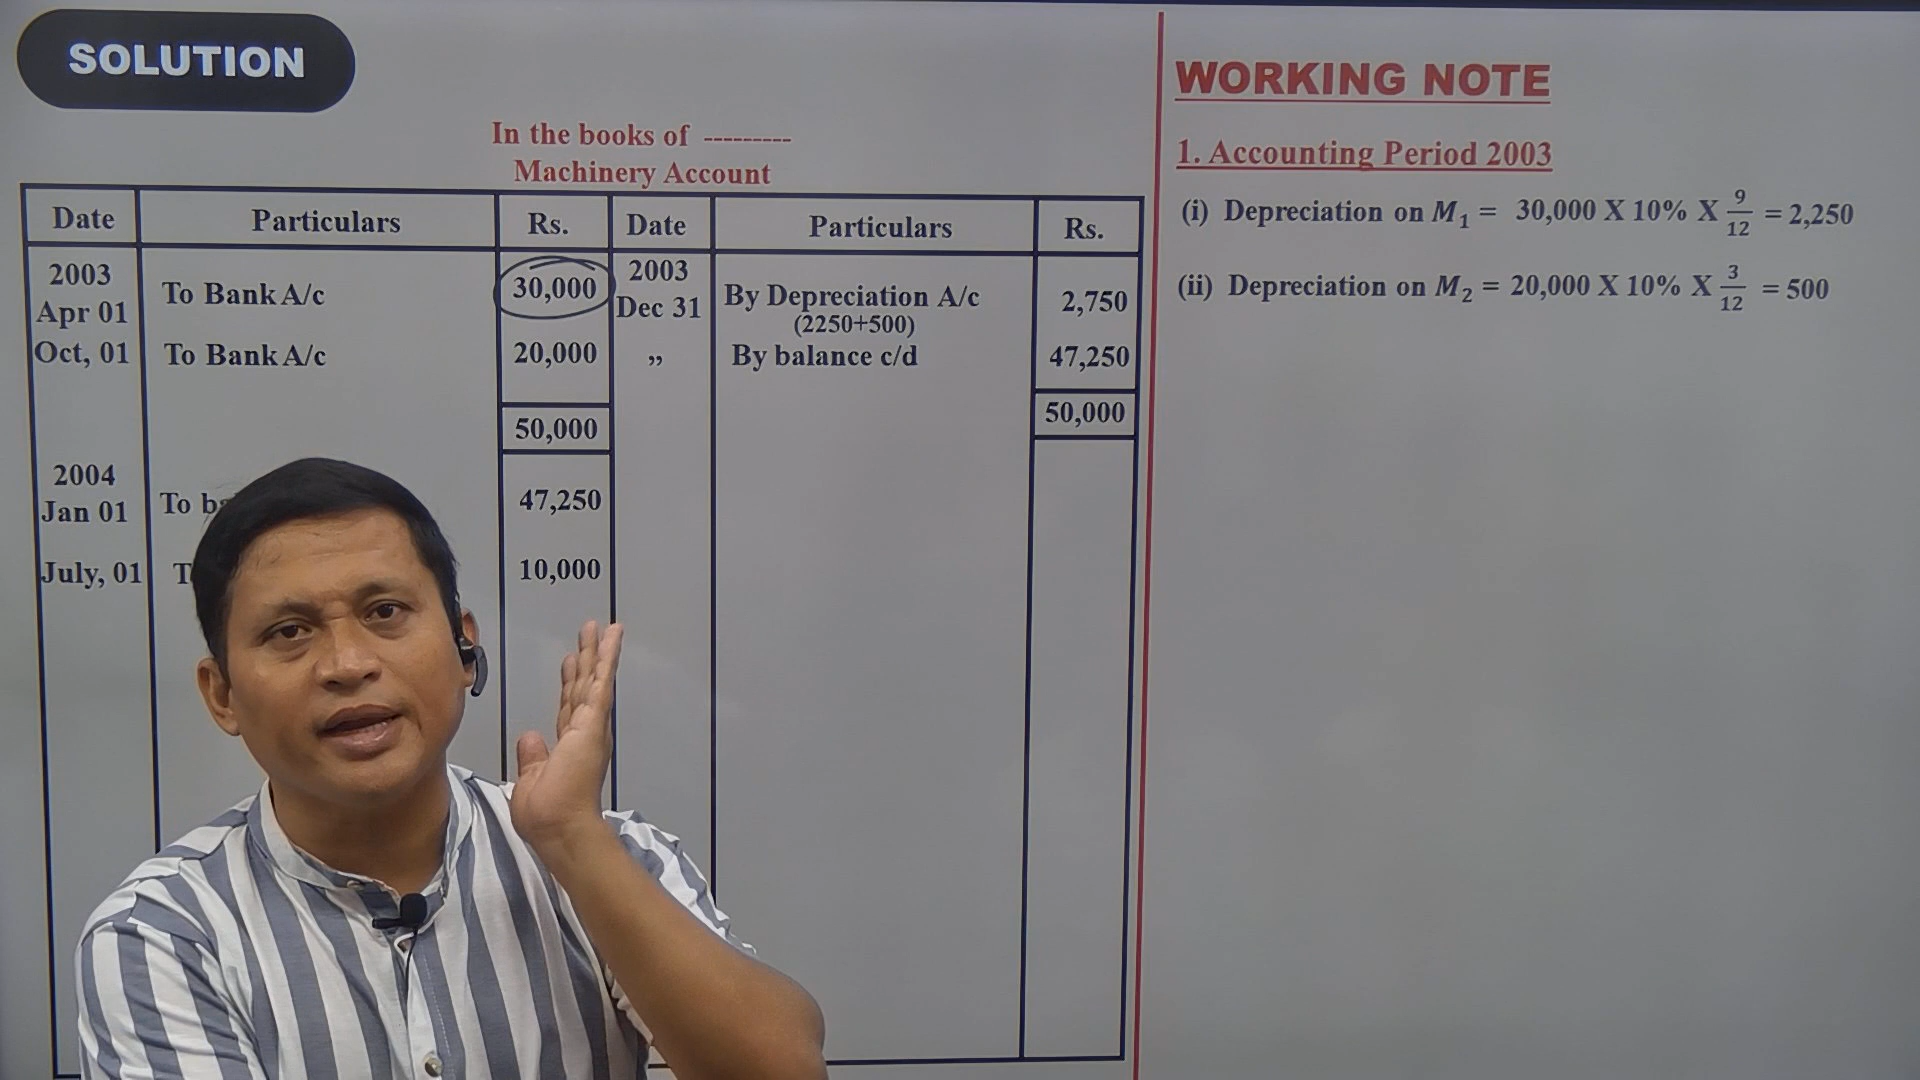 SOLUTION
In the books of ---------
Machinery Account
Date Particulars Rs. Date Particulars Rs.
2003 Apr 01 To Bank A/c 30,000 2003 Dec 31 By Depreciation A/c 2,750
(2250+500)
Oct, 01 To Bank A/c 20,000 ,, By balance c/d 47,250
50,000 50,000
2004
Jan 01 To 47,250
July, 01 10,000
WORKING NOTE
1. Accounting Period 2003
(i) Depreciation on M₁ = 30,000 X 10% X 9/12 = 2,250
(ii) Depreciation on M₂ = 20,000 X 10% X 3/12 = 500